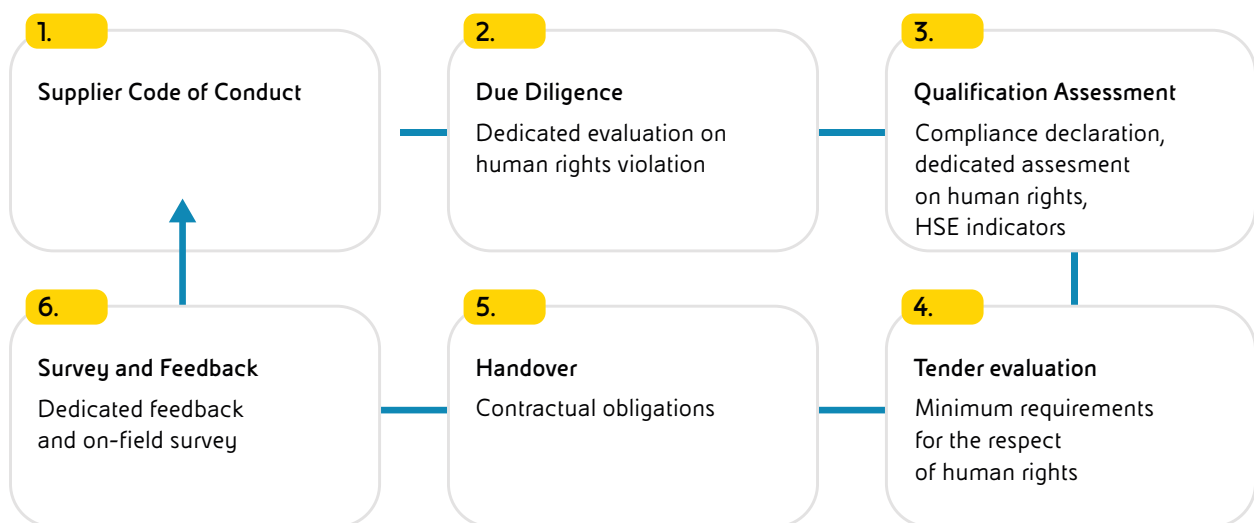 1.
Supplier Code of Conduct
2.
Due Diligence
Dedicated evaluation on
human rights violation
3.
Qualification Assessment
Compliance declaration,
dedicated assesment
on human rights,
HSE indicators
4.
Tender evaluation
Minimum requirements
for the respect
of human rights
5.
Handover
Contractual obligations
6.
Survey and Feedback
Dedicated feedback
and on-field survey